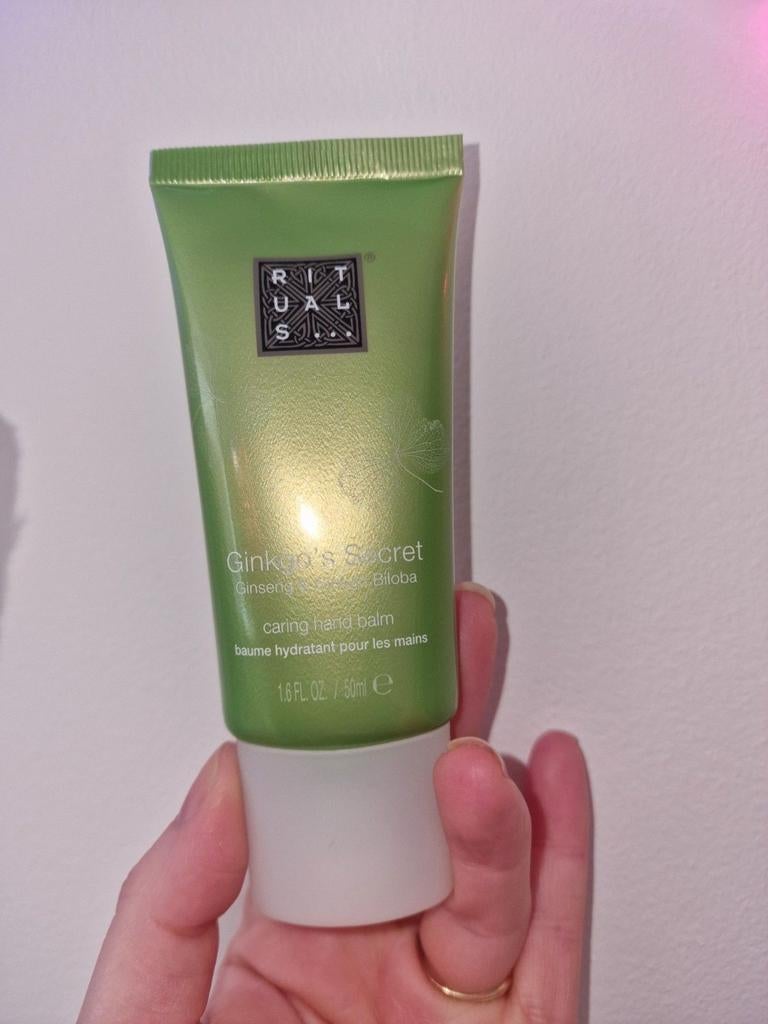 RIT
UAL
S...
®
Ginkgo's Secret
Ginseng & Ginkgo Biloba
caring hand balm
baume hydratant pour les mains
1.6 FL. OZ. / 50ml ℮